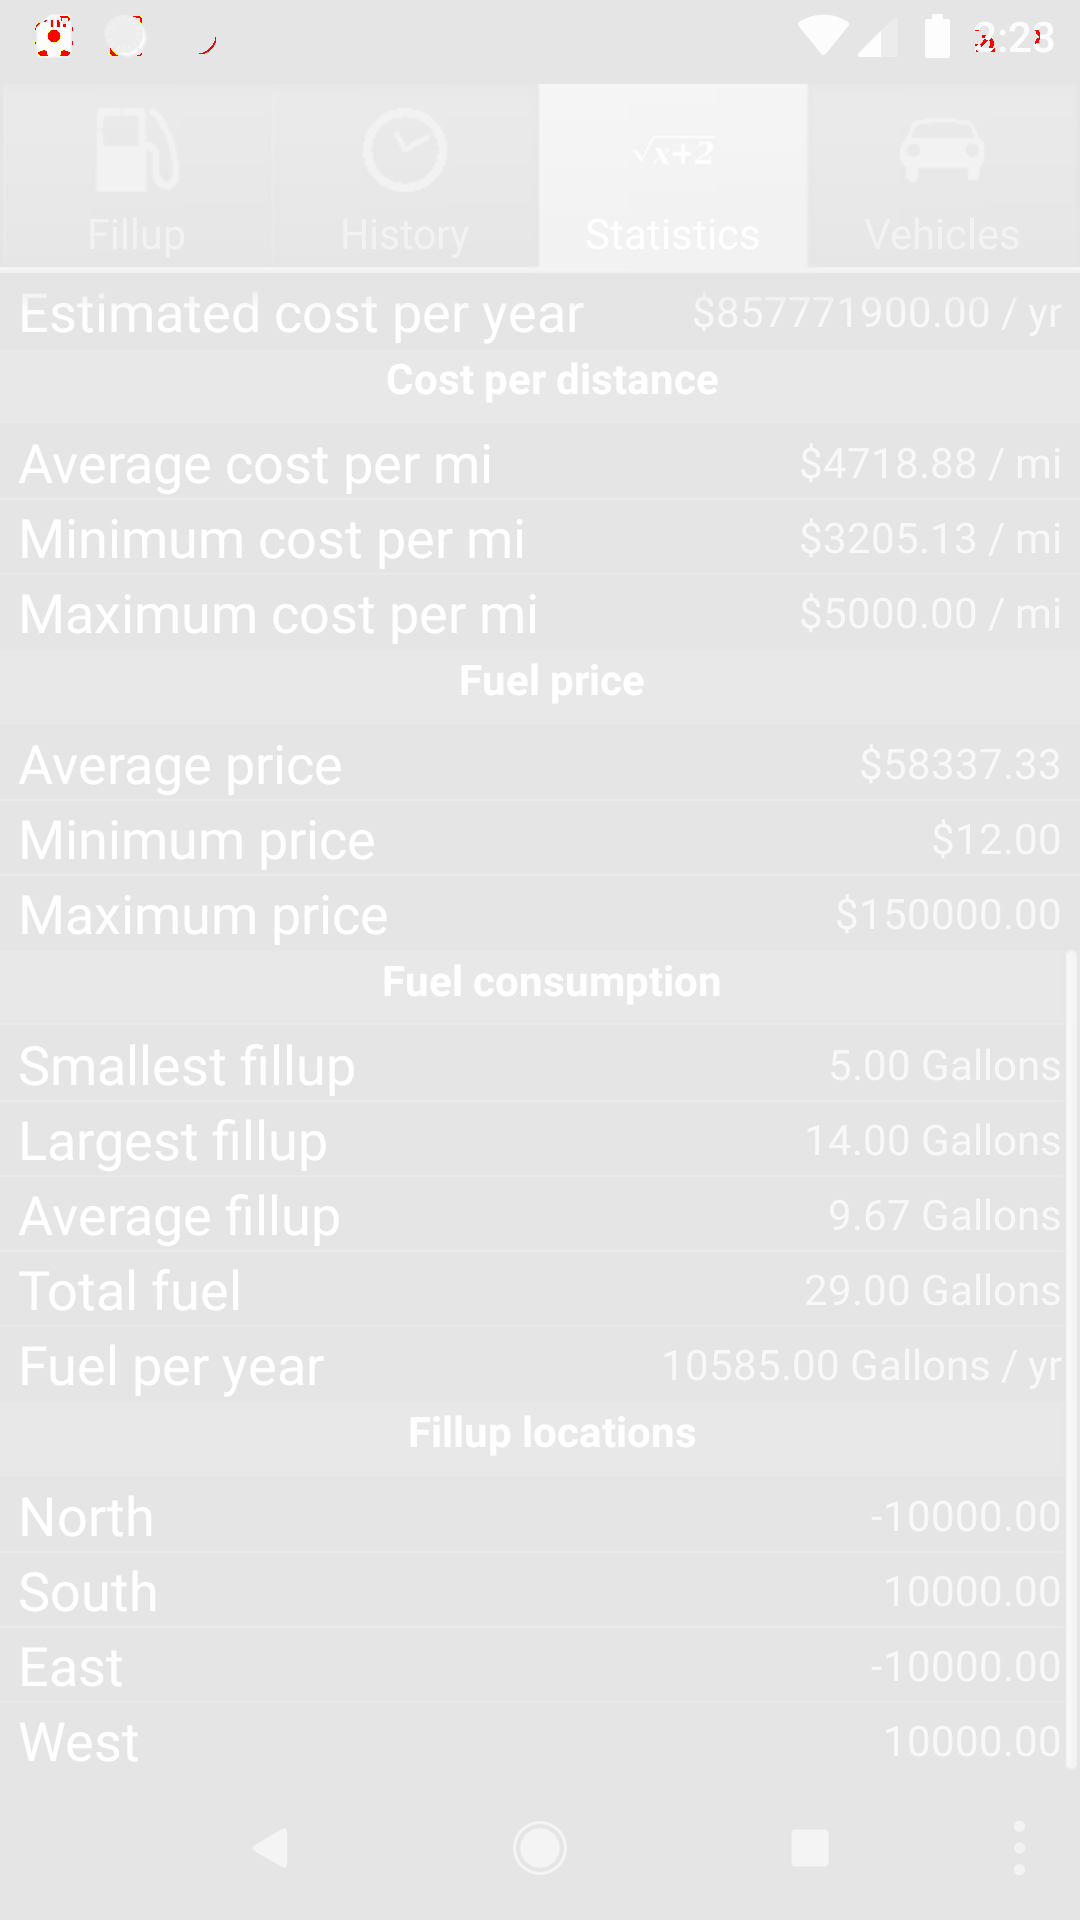 3:23
Fillup
History
√x+2
Statistics
Vehicles
Estimated cost per year $857771900.00 / yr
Cost per distance
Average cost per mi $4718.88 / mi
Minimum cost per mi $3205.13 / mi
Maximum cost per mi $5000.00 / mi
Fuel price
Average price $58337.33
Minimum price $12.00
Maximum price $150000.00
Fuel consumption
Smallest fillup 5.00 Gallons
Largest fillup 14.00 Gallons
Average fillup 9.67 Gallons
Total fuel 29.00 Gallons
Fuel per year 10585.00 Gallons / yr
Fillup locations
North -10000.00
South 10000.00
East -10000.00
West 10000.00